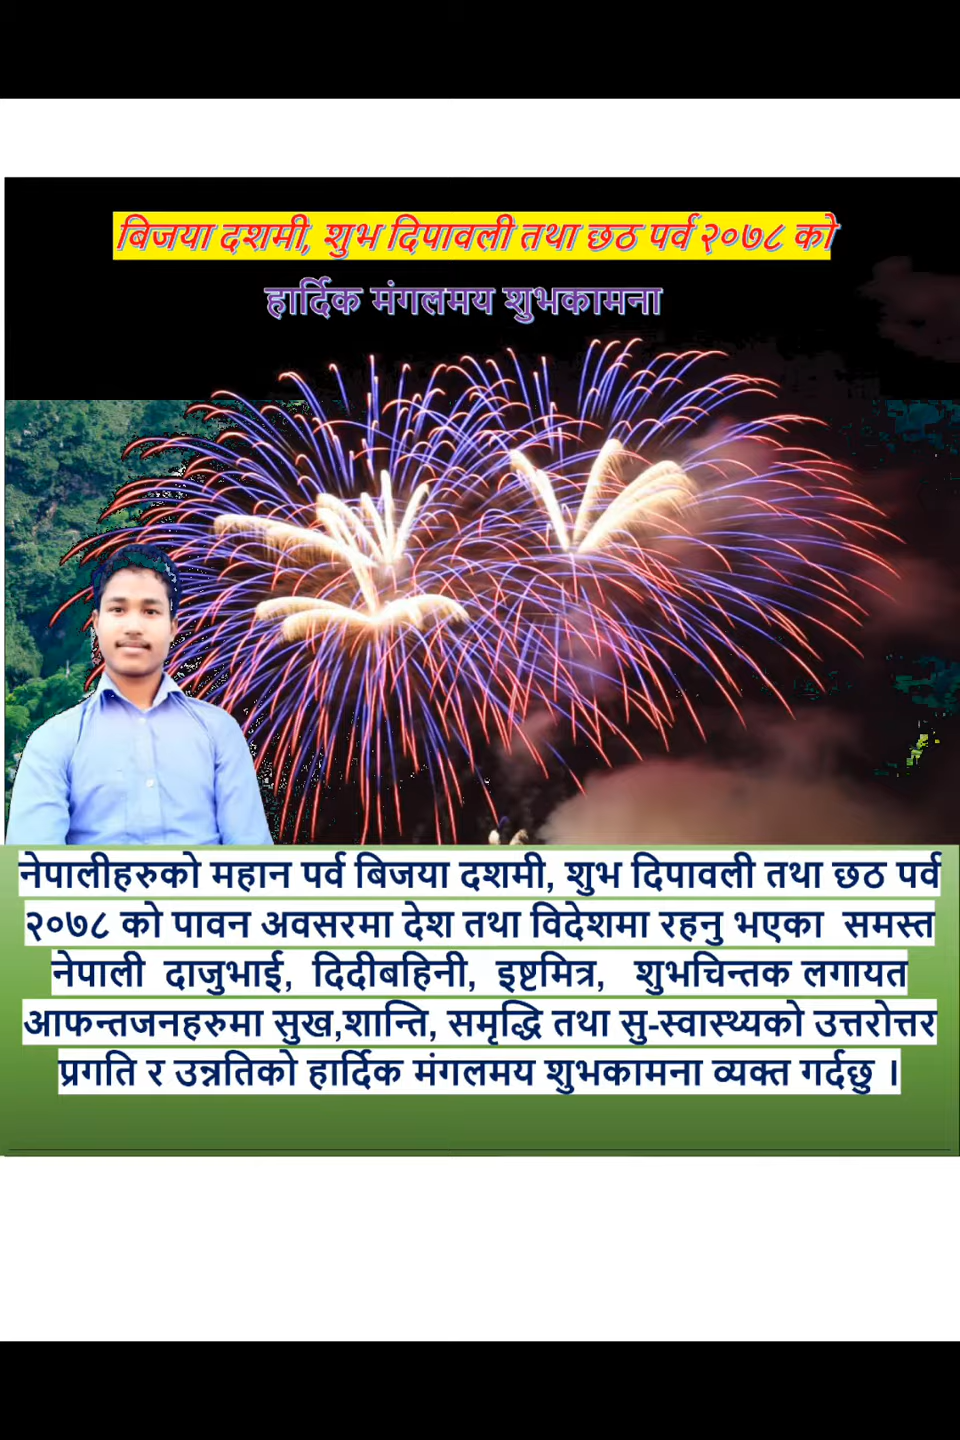 बिजया दशमी, शुभ दिपावली तथा छठ पर्व २०७८ को
हार्दिक मंगलमय शुभकामना
नेपालीहरुको महान पर्व बिजया दशमी, शुभ दिपावली तथा छठ पर्व
२०७८ को पावन अवसरमा देश तथा विदेशमा रहनु भएका समस्त
नेपाली दाजुभाई, दिदीबहिनी, इष्टमित्र, शुभचिन्तक लगायत
आफन्तजनहरुमा सुख,शान्ति, समृद्धि तथा सु-स्वास्थ्यको उत्तरोत्तर
प्रगति र उन्नतिको हार्दिक मंगलमय शुभकामना व्यक्त गर्दछु ।